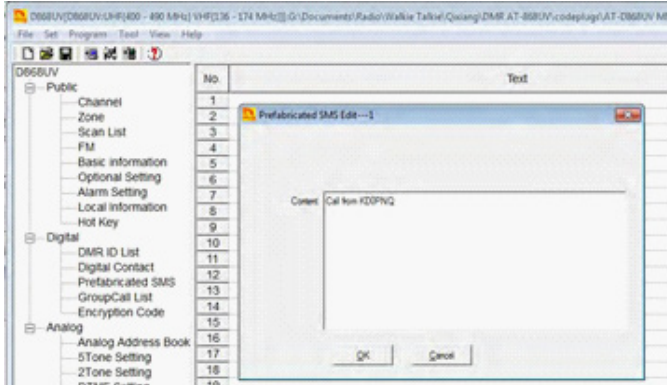 D868UV[D868UV:UHF{400 - 490 MHz} VHF{136 - 174 MHz}]:G:\Documents\Radio\Walkie Talkie\Qixiang\DMR AT-868UV\codeplugs\AT-D868UV M
File Set Program Tool View Help
D868UV
Public
Channel
Zone
Scan List
FM
Basic information
Optional Setting
Alarm Setting
Local Information
Hot Key
Digital
DMR ID List
Digital Contact
Prefabricated SMS
GroupCall List
Encryption Code
Analog
Analog Address Book
5Tone Setting
2Tone Setting
DTMF Setting
No. Text
1
2
3
4
5
6
7
8
9
10
11
12
13
14
15
16
17
18
19
Prefabricated SMS Edit---1
Content Call from KD0PNQ
OK Cancel